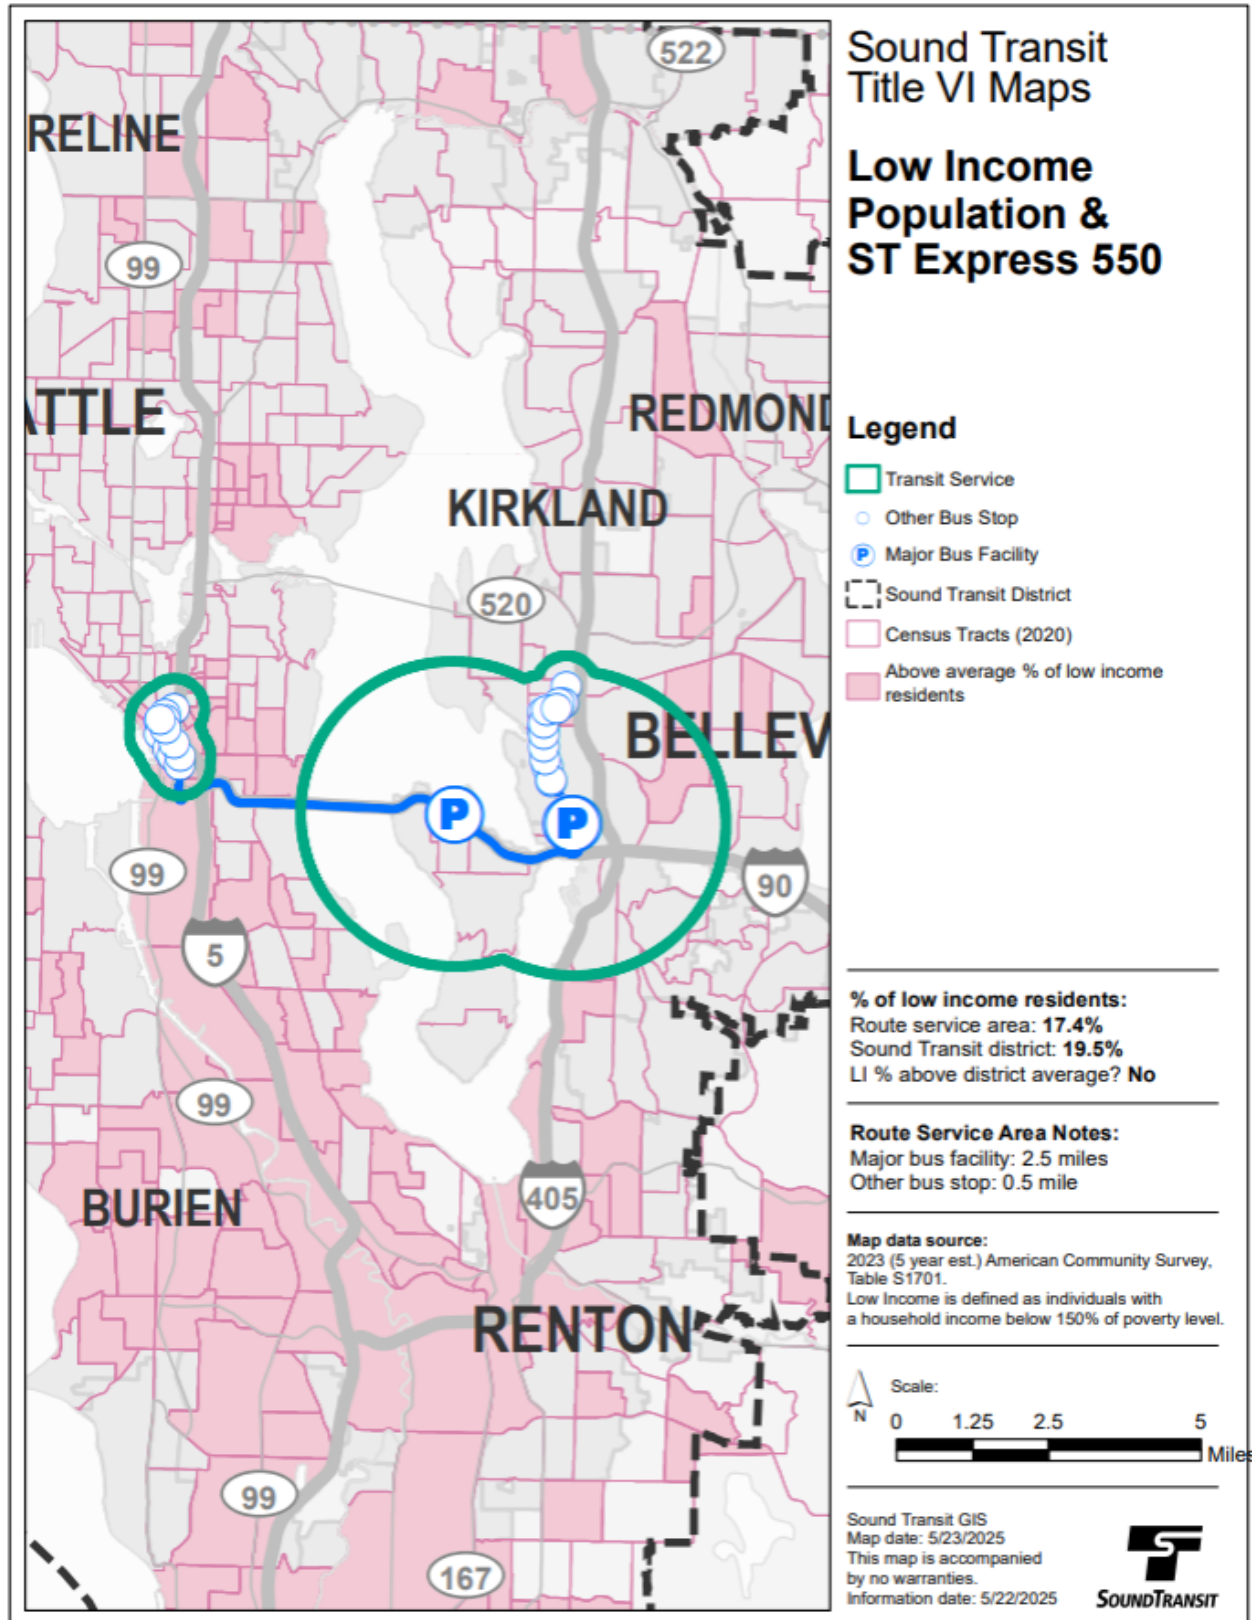 Sound Transit
Title VI Maps
Low Income
Population &
ST Express 550
Legend
Transit Service
Other Bus Stop
P Major Bus Facility
Sound Transit District
Census Tracts (2020)
Above average % of low income
residents
% of low income residents:
Route service area: 17.4%
Sound Transit district: 19.5%
LI % above district average? No
Route Service Area Notes:
Major bus facility: 2.5 miles
Other bus stop: 0.5 mile
Map data source:
2023 (5 year est.) American Community Survey,
Table S1701.
Low Income is defined as individuals with
a household income below 150% of poverty level.
N
Scale:
0 1.25 2.5 5
Miles
Sound Transit GIS
Map date: 5/23/2025
This map is accompanied
by no warranties.
Information date: 5/22/2025
SOUNDTRANSIT
522
RELINE
99
ATTLE
REDMOND
KIRKLAND
520
BELLEV
P
P
99
90
5
99
405
BURIEN
RENTON
99
167